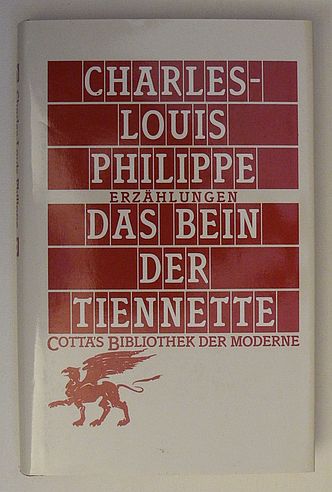 CHARLES-
LOUIS
PHILIPPE
ERZÄHLUNGEN
DAS BEIN
DER
TIENNETTE
COTTA'S BIBLIOTHEK DER MODERNE